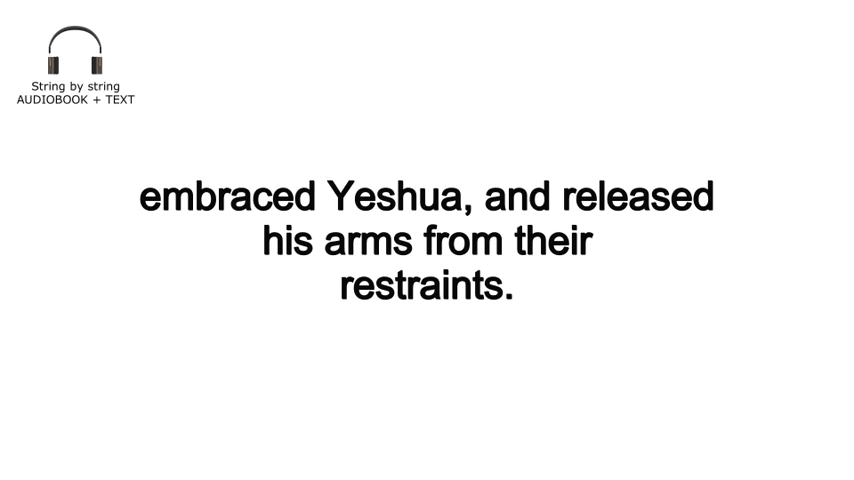 String by string
AUDIOBOOK + TEXT
embraced Yeshua, and released
his arms from their
restraints.